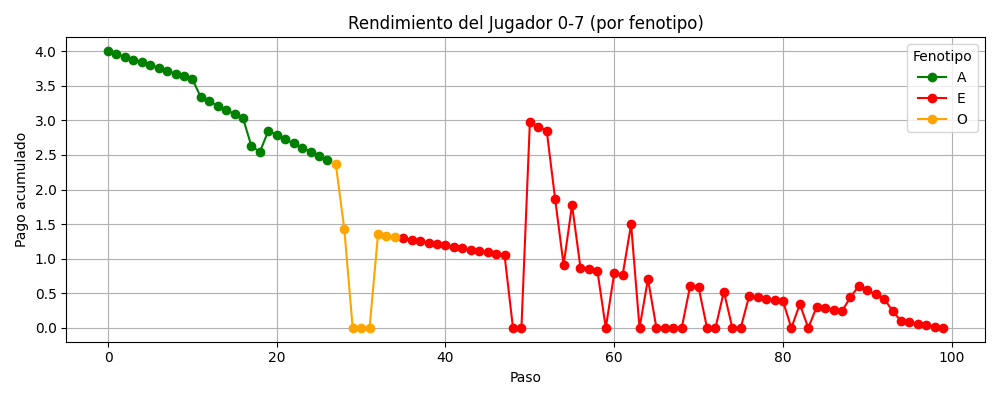 Rendimiento del Jugador 0-7 (por fenotipo)
Pago acumulado
4.0
3.5
3.0
2.5
2.0
1.5
1.0
0.5
0.0
Fenotipo
A
E
O
0
20
40
60
80
100
Paso